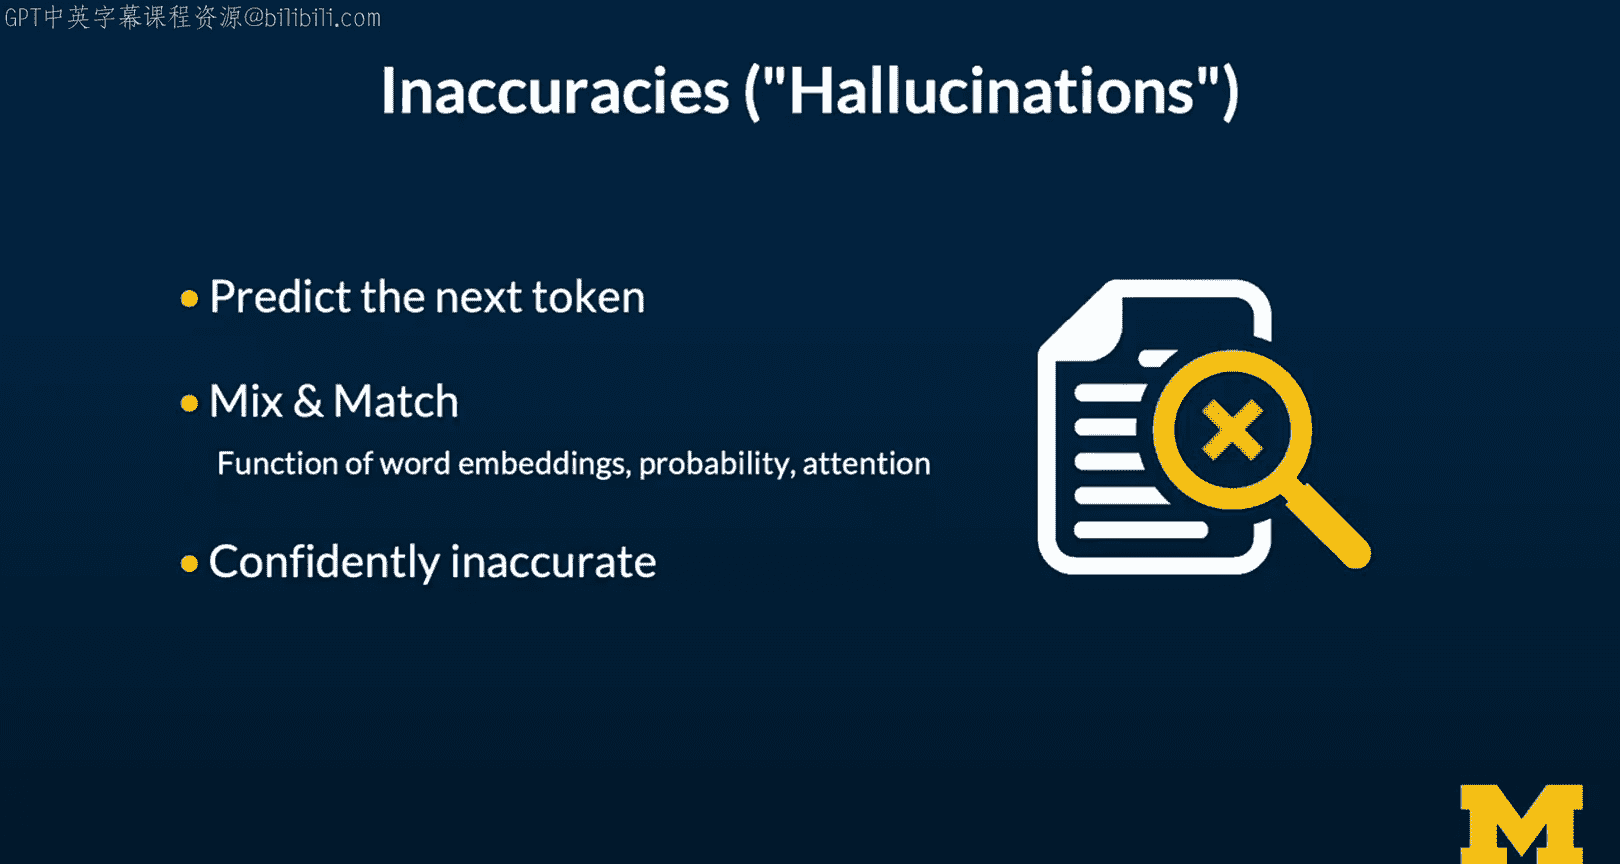 GPT中英字幕课程资源@bilibili.com
Inaccuracies ("Hallucinations")
Predict the next token
Mix & Match
Function of word embeddings, probability, attention
Confidently inaccurate
M